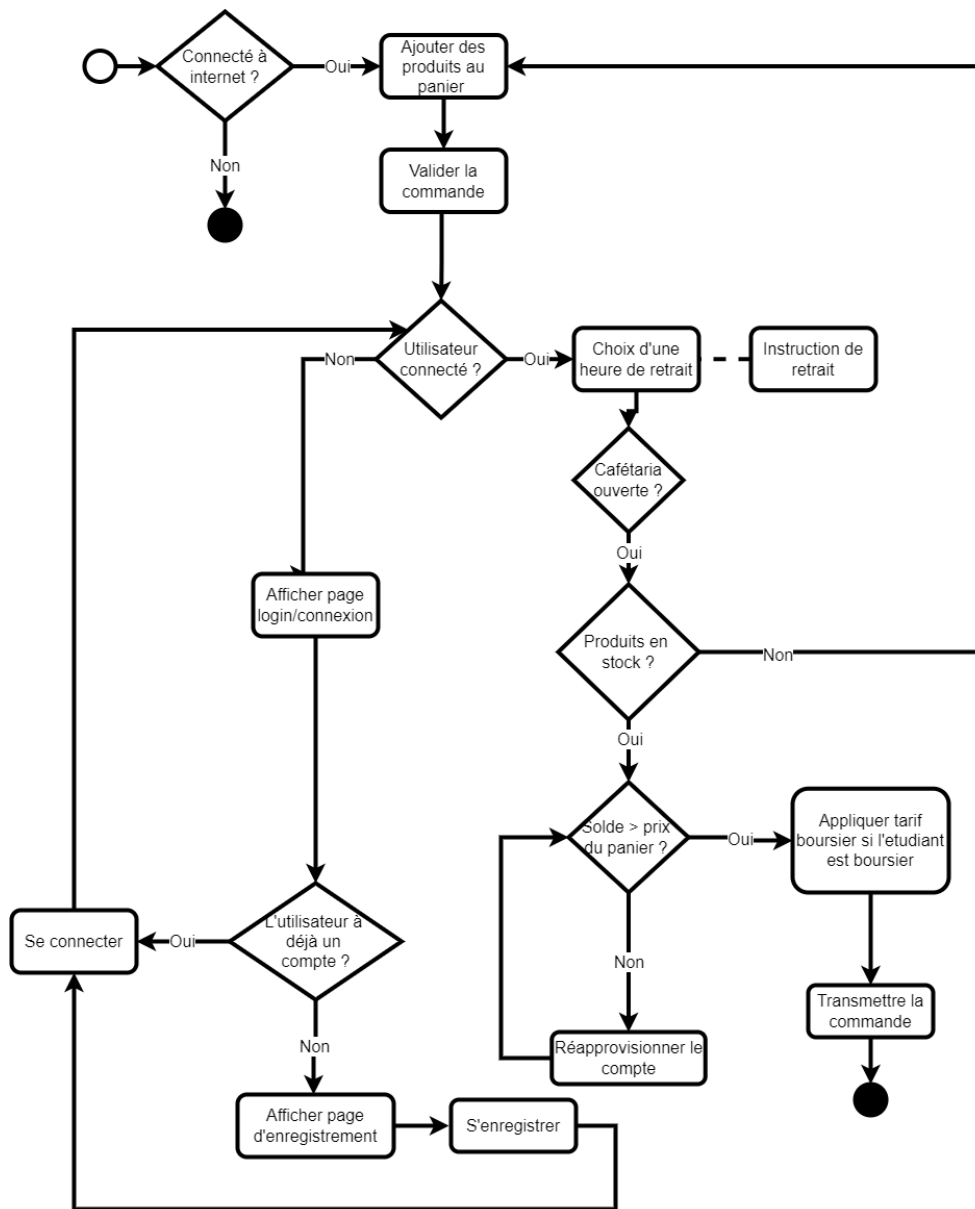 Connecté à
internet ?
Oui
Ajouter des
produits au
panier
Non
Valider la
commande
Utilisateur
connecté ?
Non
Oui
Choix d'une
heure de retrait
Instruction de
retrait
Cafétaria
ouverte ?
Oui
Afficher page
login/connexion
Produits en
stock ?
Non
Oui
Solde > prix
du panier ?
Oui
Appliquer tarif
boursier si l'etudiant
est boursier
Non
L'utilisateur à
déjà un
compte ?
Oui
Se connecter
Transmettre la
commande
Réapprovisionner le
compte
Non
Afficher page
d'enregistrement
S'enregistrer